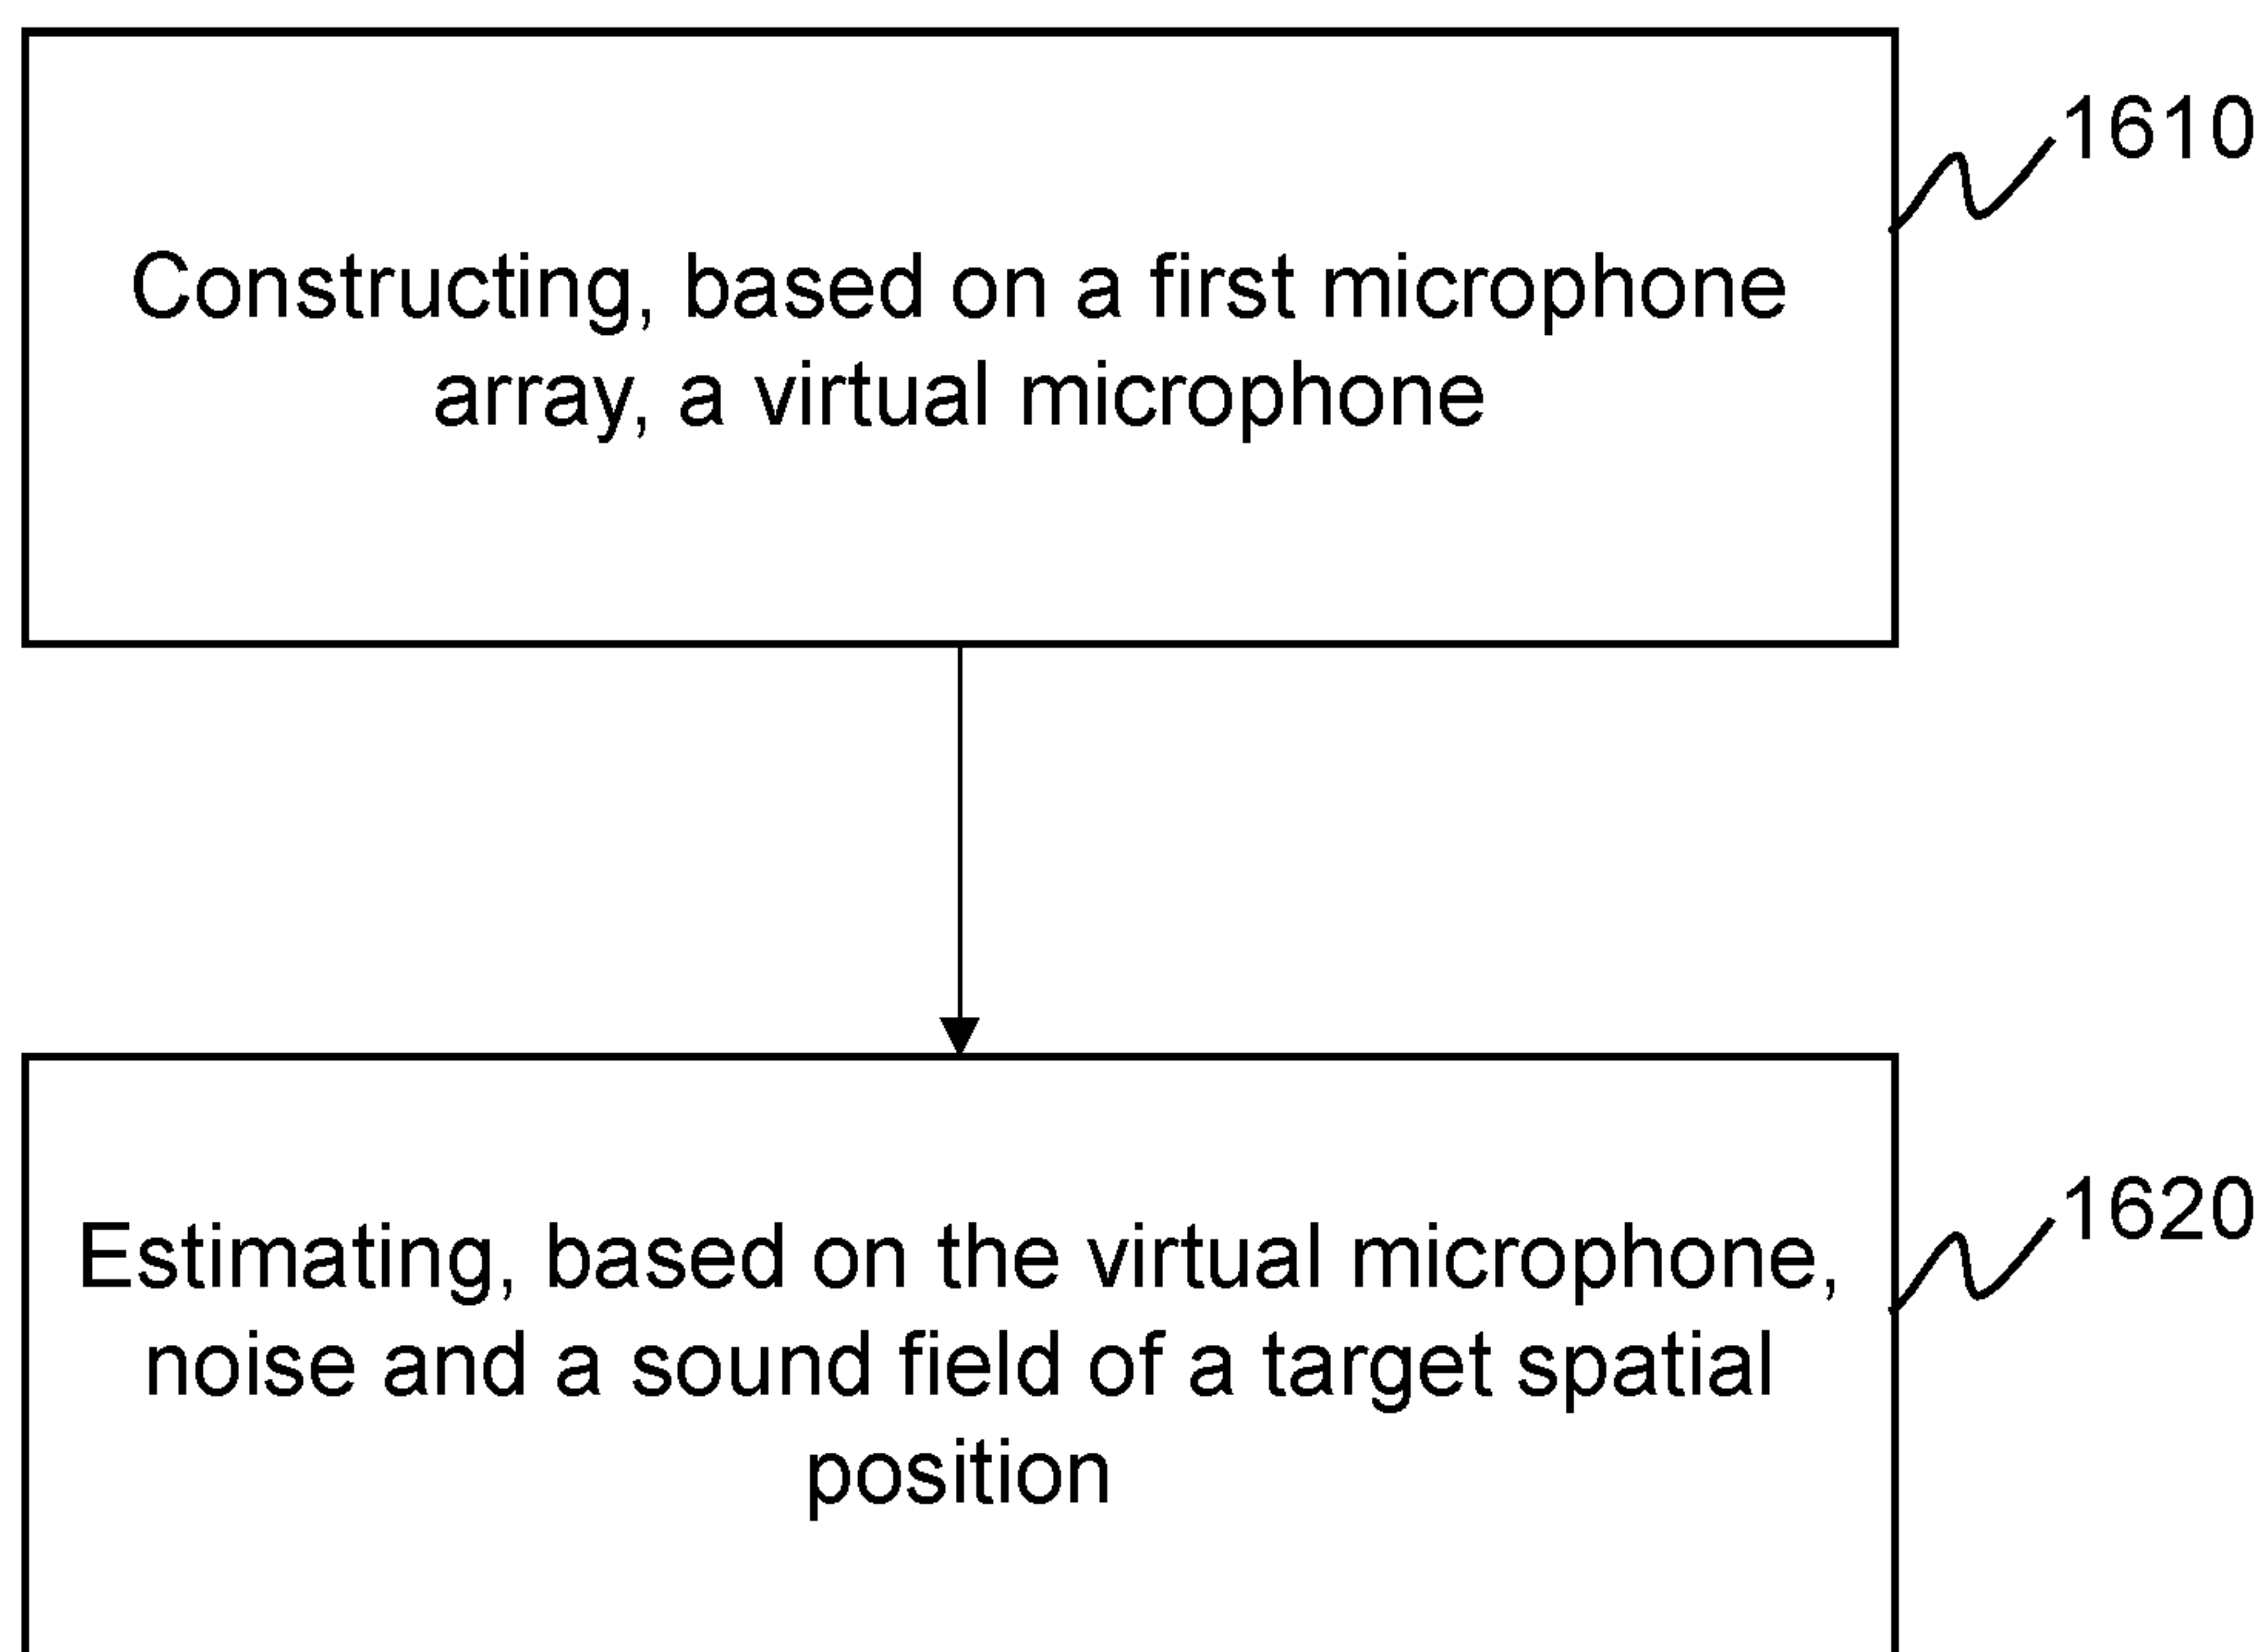 1610
Constructing, based on a first microphone
array, a virtual microphone
1620
Estimating, based on the virtual microphone,
noise and a sound field of a target spatial
position